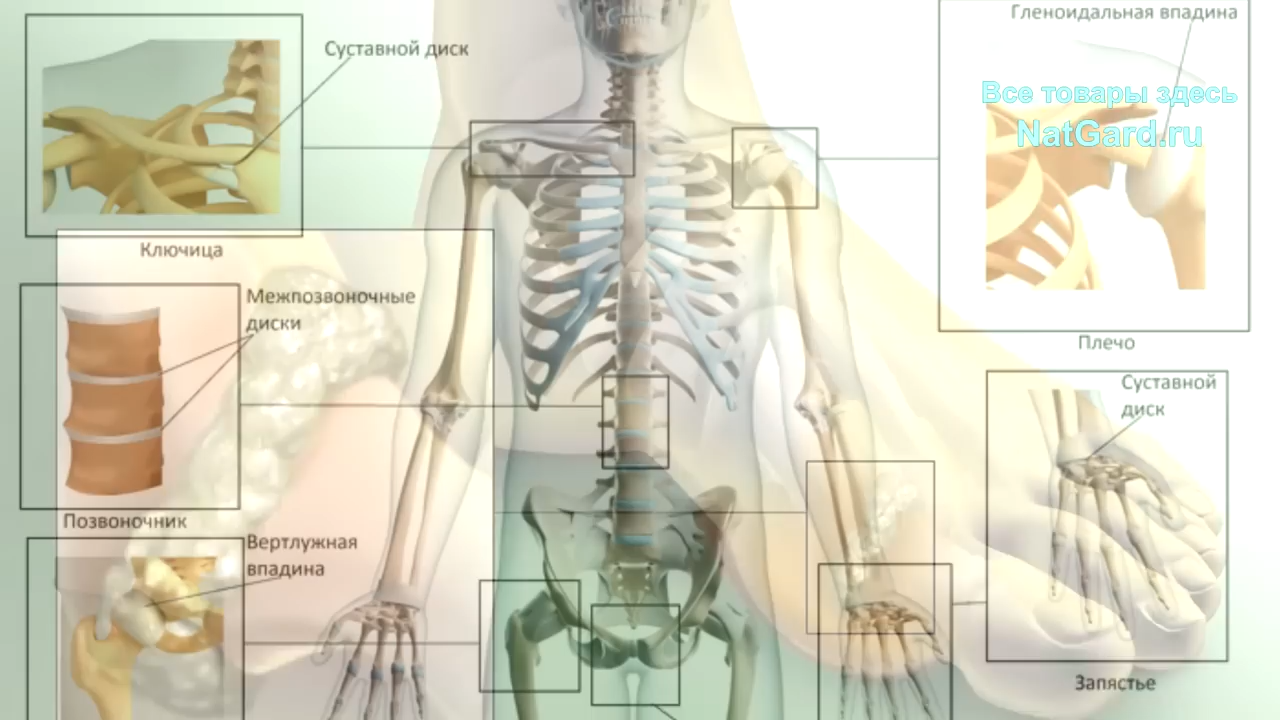 Гленоидальная впадина
Суставной диск
Все товары здесь
NatGard.ru
Ключица
Межпозвоночные
диски
Плечо
Суставной
диск
Позвоночник
Вертлужная
впадина
Запястье